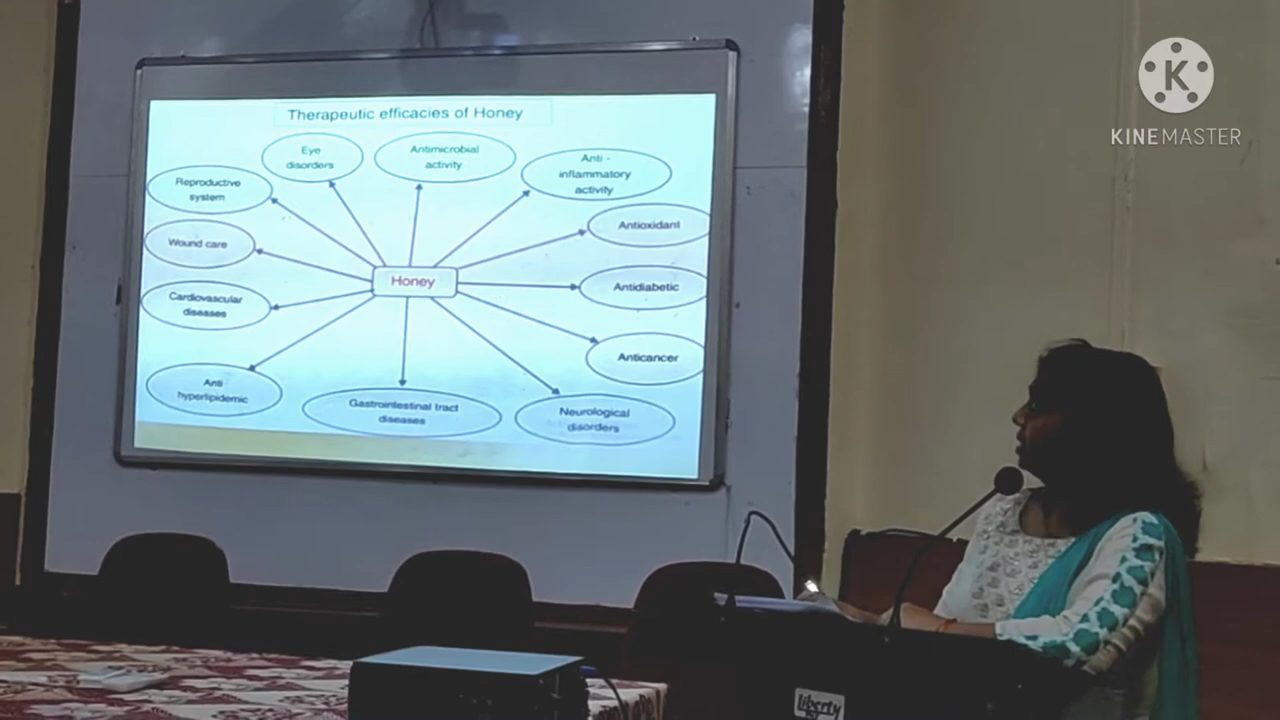 Therapeutic efficacies of Honey
Eye
disorders
Antimicrobial
activity
Anti -
inflammatory
activity
Reproductive
system
Antioxidant
Wound care
Honey
Antidiabetic
Cardiovascular
diseases
Anticancer
Anti
hyperlipidemic
Gastrointestinal tract
diseases
Neurological
disorders
K
KINEMASTER
liberty